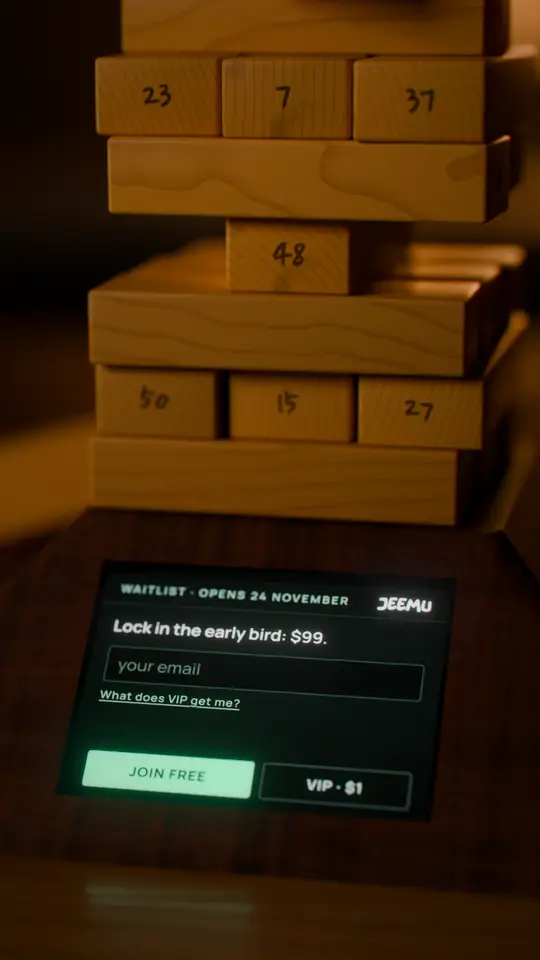 23 7 37
48
50 15 27
WAITLIST · OPENS 24 NOVEMBER JEEMU
Lock in the early bird: $99.
your email
What does VIP get me?
JOIN FREE VIP · $1